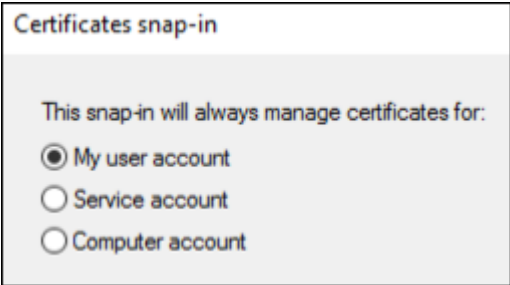 Certificates snap-in
This snap-in will always manage certificates for:
My user account
Service account
Computer account